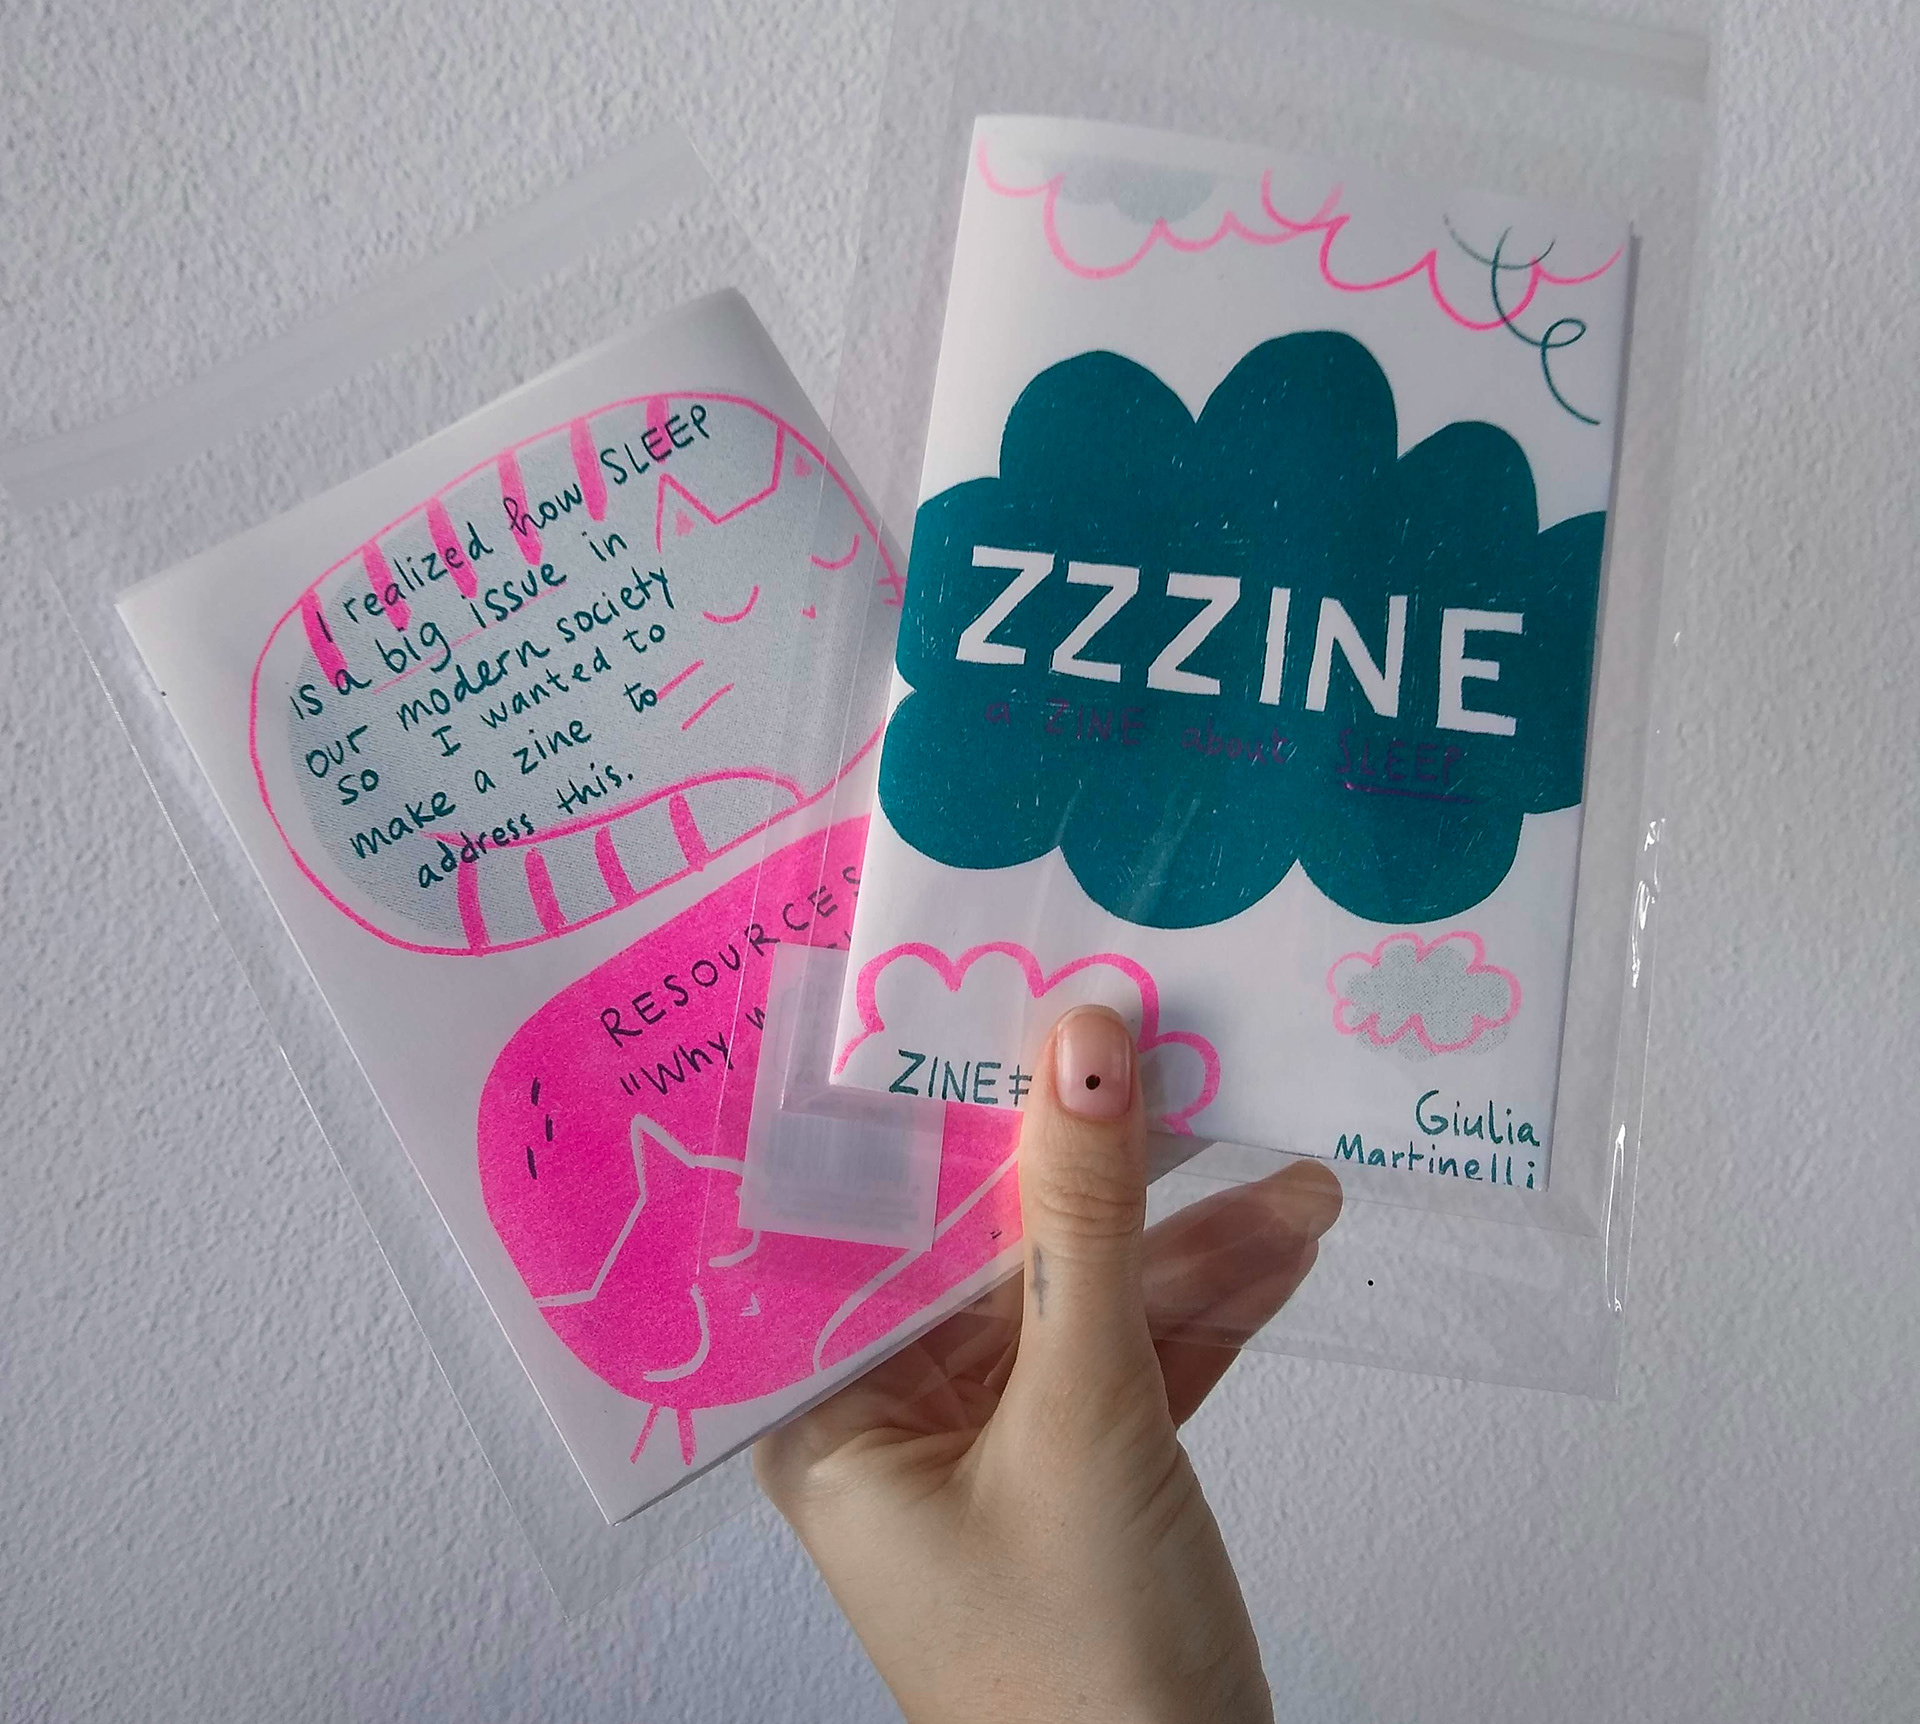 I realized how SLEEP
is a big issue in
our modern society
so I wanted to
make a zine to
address this.
RESOURCES
"Why
ZZZINE
a ZINE about SLEEP
ZINE#
Giulia
Martinelli